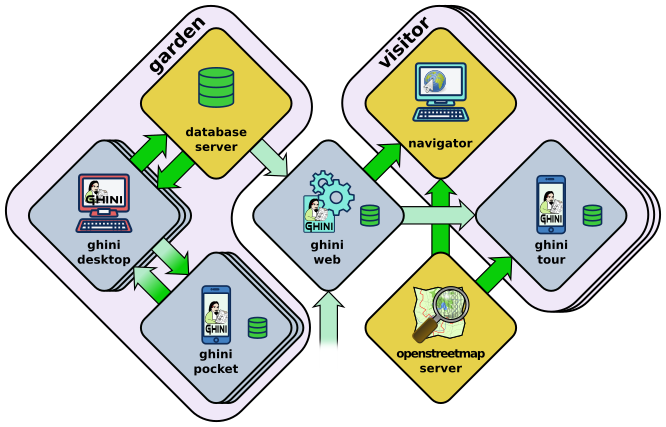 garden
visitor
database
server
navigator
GHINI
ghini
desktop
GHINI
ghini
web
GHINI
ghini
tour
GHINI
ghini
pocket
openstreetmap
server